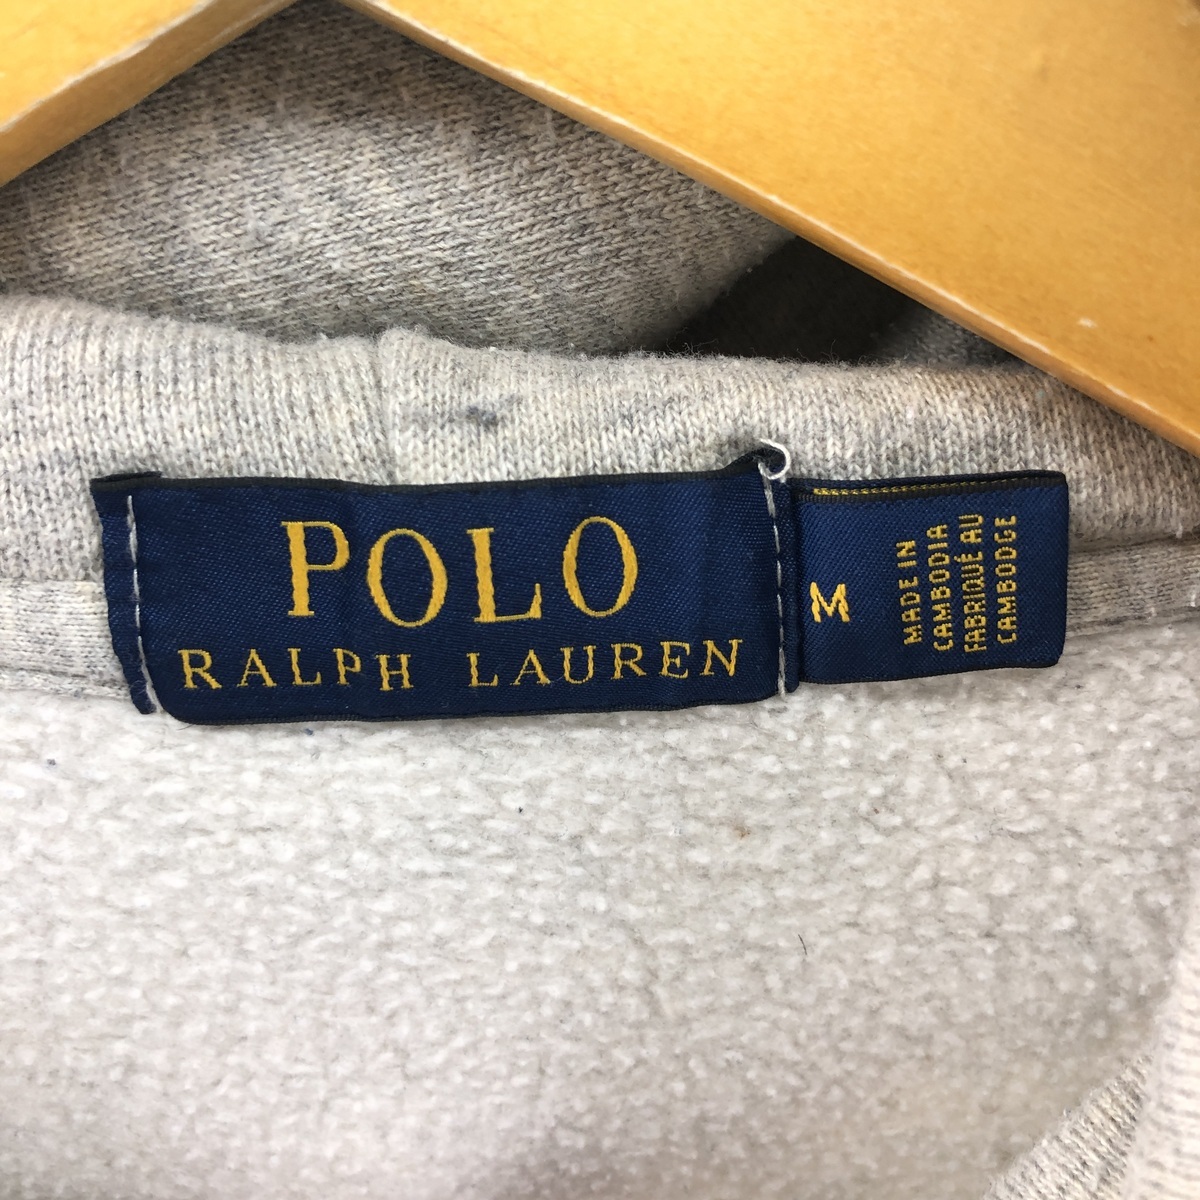 POLO
RALPH LAUREN
M
MADE IN
CAMBODIA
FABRIQUÉ AU
CAMBODGE